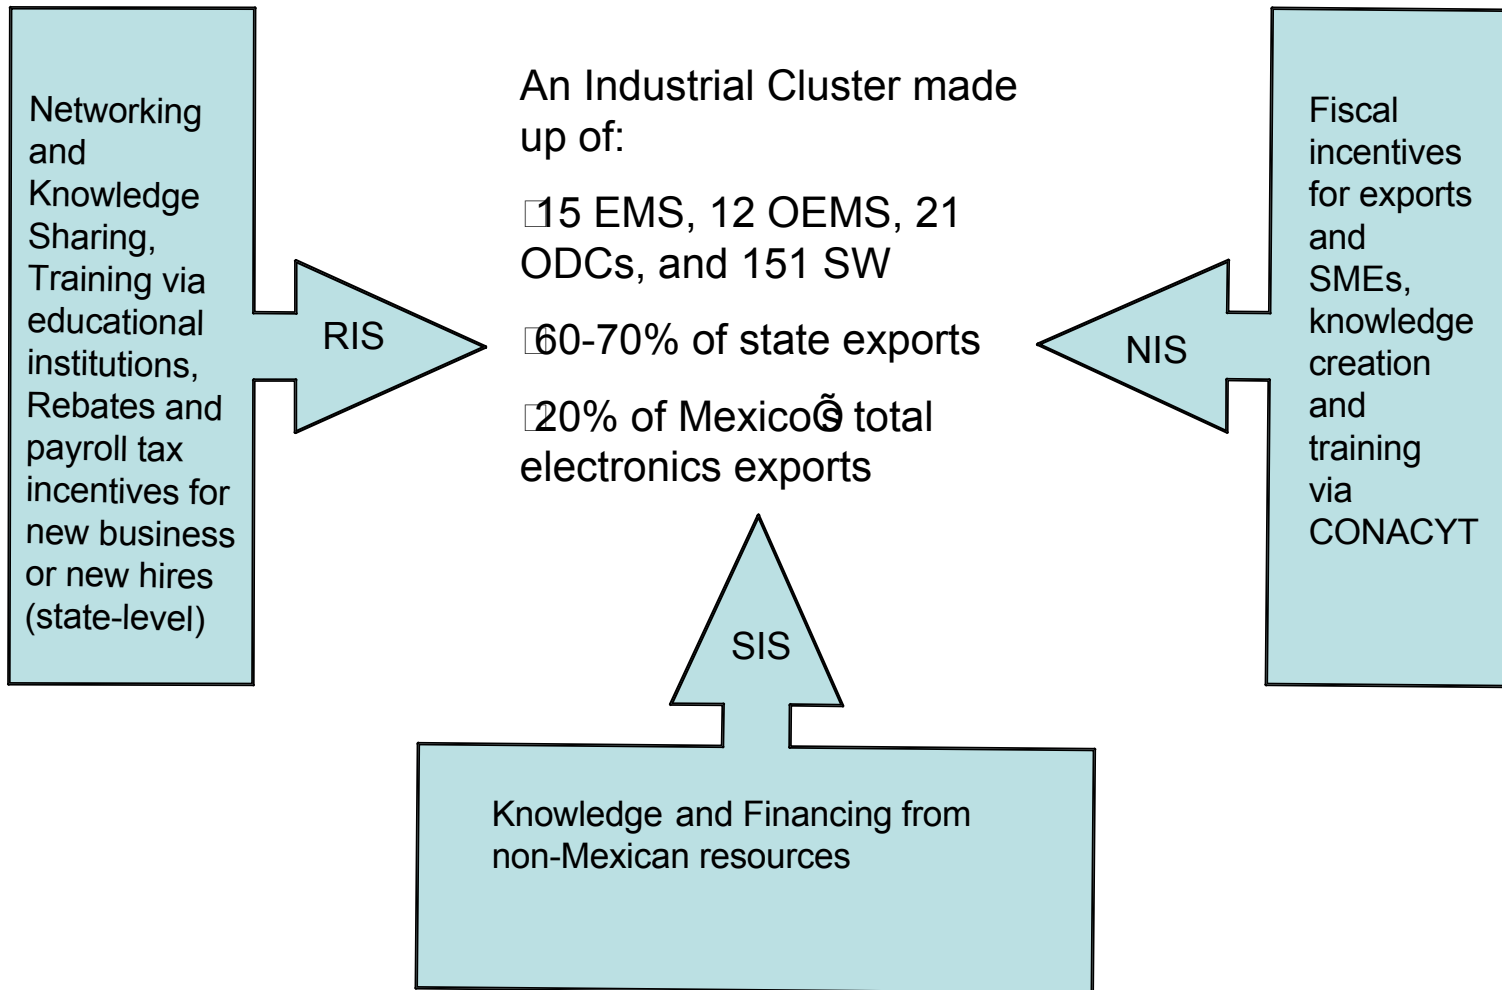 Networking
and
Knowledge
Sharing,
Training via
educational
institutions,
Rebates and
payroll tax
incentives for
new business
or new hires
(state-level)
RIS
An Industrial Cluster made
up of:
□15 EMS, 12 OEMS, 21
ODCs, and 151 SW
□60-70% of state exports
□20% of MexicoÕs total
electronics exports
NIS
Fiscal
incentives
for exports
and
SMEs,
knowledge
creation
and
training
via
CONACYT
SIS
Knowledge and Financing from
non-Mexican resources